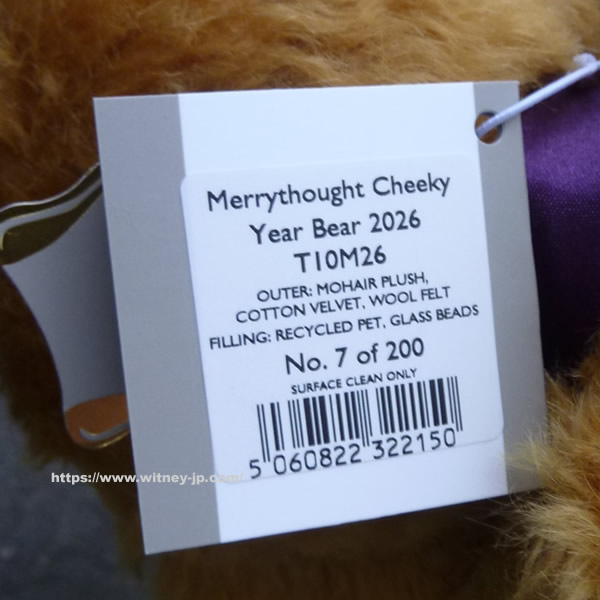 Merrythought Cheeky
Year Bear 2026
T10M26
OUTER: MOHAIR PLUSH,
COTTON VELVET, WOOL FELT
FILLING: RECYCLED PET, GLASS BEADS
No. 7 of 200
SURFACE CLEAN ONLY
5 060822 322150
https://www.witney-jp.com/